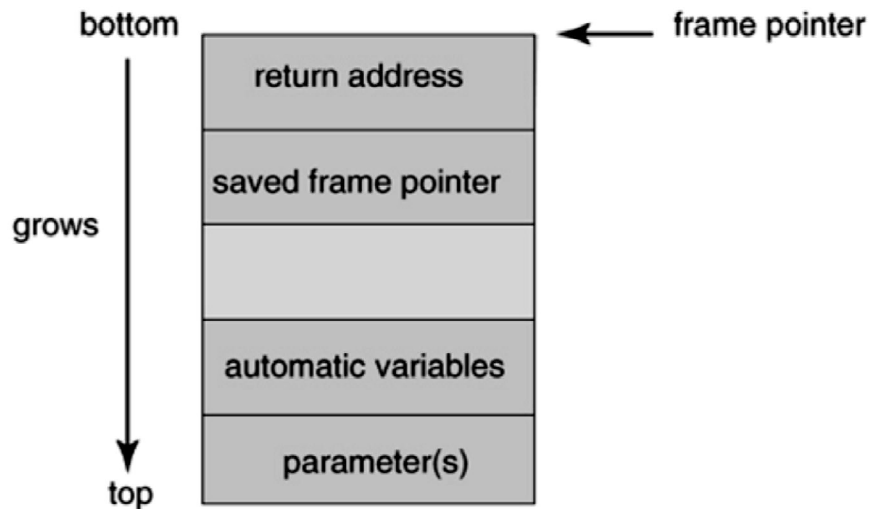 bottom
frame pointer
return address
saved frame pointer
grows
automatic variables
parameter(s)
top